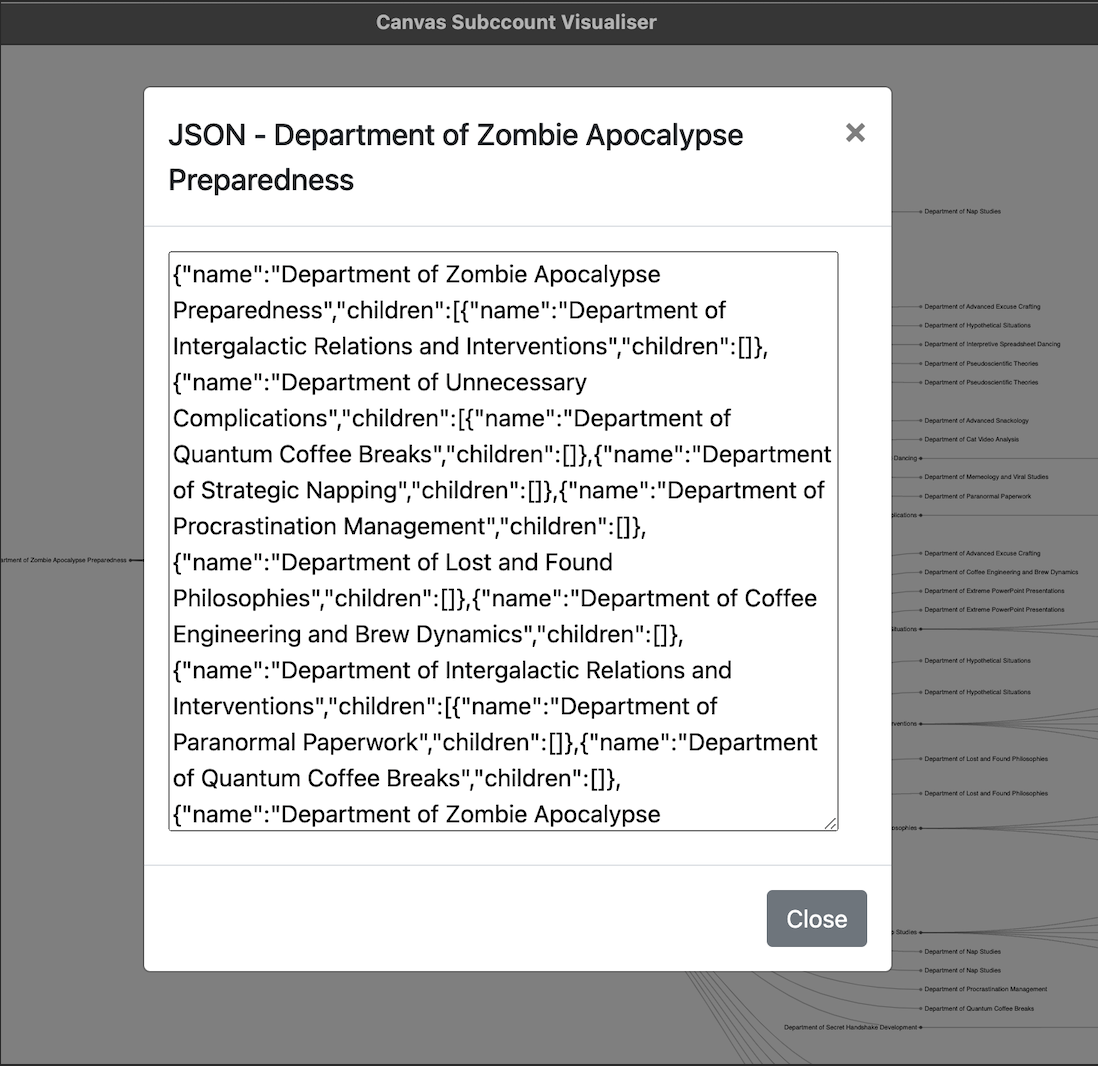 Canvas Subccount Visualiser
JSON - Department of Zombie Apocalypse
Preparedness
{"name":"Department of Zombie Apocalypse
Preparedness","children":[{"name":"Department of
Intergalactic Relations and Interventions","children":[]},
{"name":"Department of Unnecessary
Complications","children":[{"name":"Department of
Quantum Coffee Breaks","children":[]},{"name":"Department
of Strategic Napping","children":[]},{"name":"Department of
Procrastination Management","children":[]},
{"name":"Department of Lost and Found
Philosophies","children":[]},{"name":"Department of Coffee
Engineering and Brew Dynamics","children":[]},
{"name":"Department of Intergalactic Relations and
Interventions","children":[{"name":"Department of
Paranormal Paperwork","children":[]},{"name":"Department
of Quantum Coffee Breaks","children":[]},
{"name":"Department of Zombie Apocalypse
Close
artment of Zombie Apocalypse Preparedness
Department of Nap Studies
Department of Advanced Excuse Crafting
Department of Hypothetical Situations
Department of Interpretive Spreadsheet Dancing
Department of Pseudoscientific Theories
Department of Pseudoscientific Theories
Department of Advanced Snackology
Department of Cat Video Analysis
Dancing
Department of Memeology and Viral Studies
Department of Paranormal Paperwork
plications
Department of Advanced Excuse Crafting
Department of Coffee Engineering and Brew Dynamics
Department of Extreme PowerPoint Presentations
Department of Extreme PowerPoint Presentations
ituations
Department of Hypothetical Situations
Department of Hypothetical Situations
ventions
Department of Lost and Found Philosophies
Department of Lost and Found Philosophies
osophies
Studies
Department of Nap Studies
Department of Nap Studies
Department of Procrastination Management
Department of Quantum Coffee Breaks
Department of Secret Handshake Development